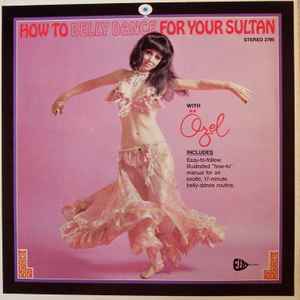 HOW TO BELLY DANCE FOR YOUR SULTAN
STEREO 2790
WITH
Özel
INCLUDES
Easy-to-follow
illustrated "how-to"
manual for an
exotic, 17-minute
belly-dance routine.